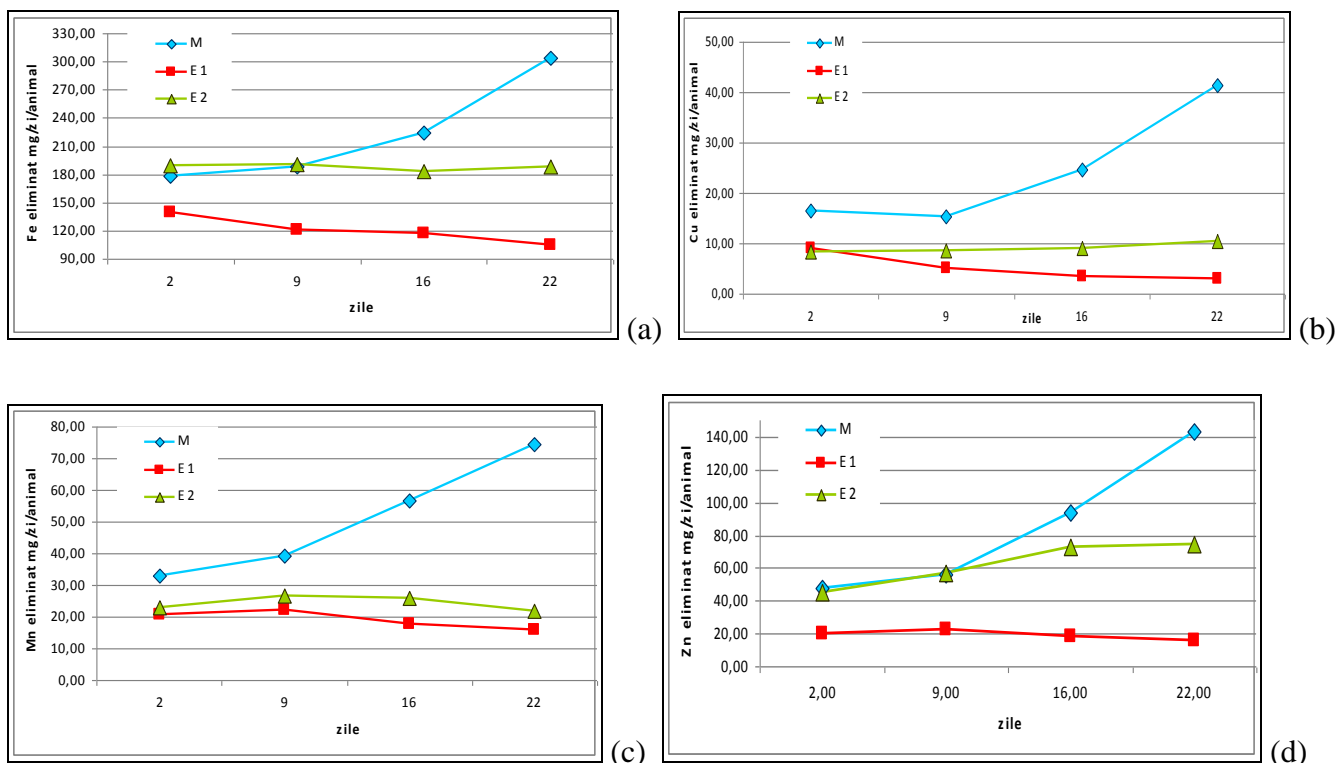 Fe eliminat mg/zi/animal
330,00
300,00
270,00
240,00
210,00
180,00
150,00
120,00
90,00
M
E 1
E 2
2 9 16 22
zile
(a)
Cu eliminat mg/zi/animal
50,00
40,00
30,00
20,00
10,00
0,00
M
E 1
E 2
2 9 zile 16 22
(b)
Mn eliminat mg/zi/animal
80,00
70,00
60,00
50,00
40,00
30,00
20,00
10,00
0,00
M
E 1
E 2
2 9 16 22
zile
(c)
Zn eliminat mg/zi/animal
140,00
120,00
100,00
80,00
60,00
40,00
20,00
0,00
M
E 1
E 2
2,00 9,00 16,00 22,00
zile
(d)